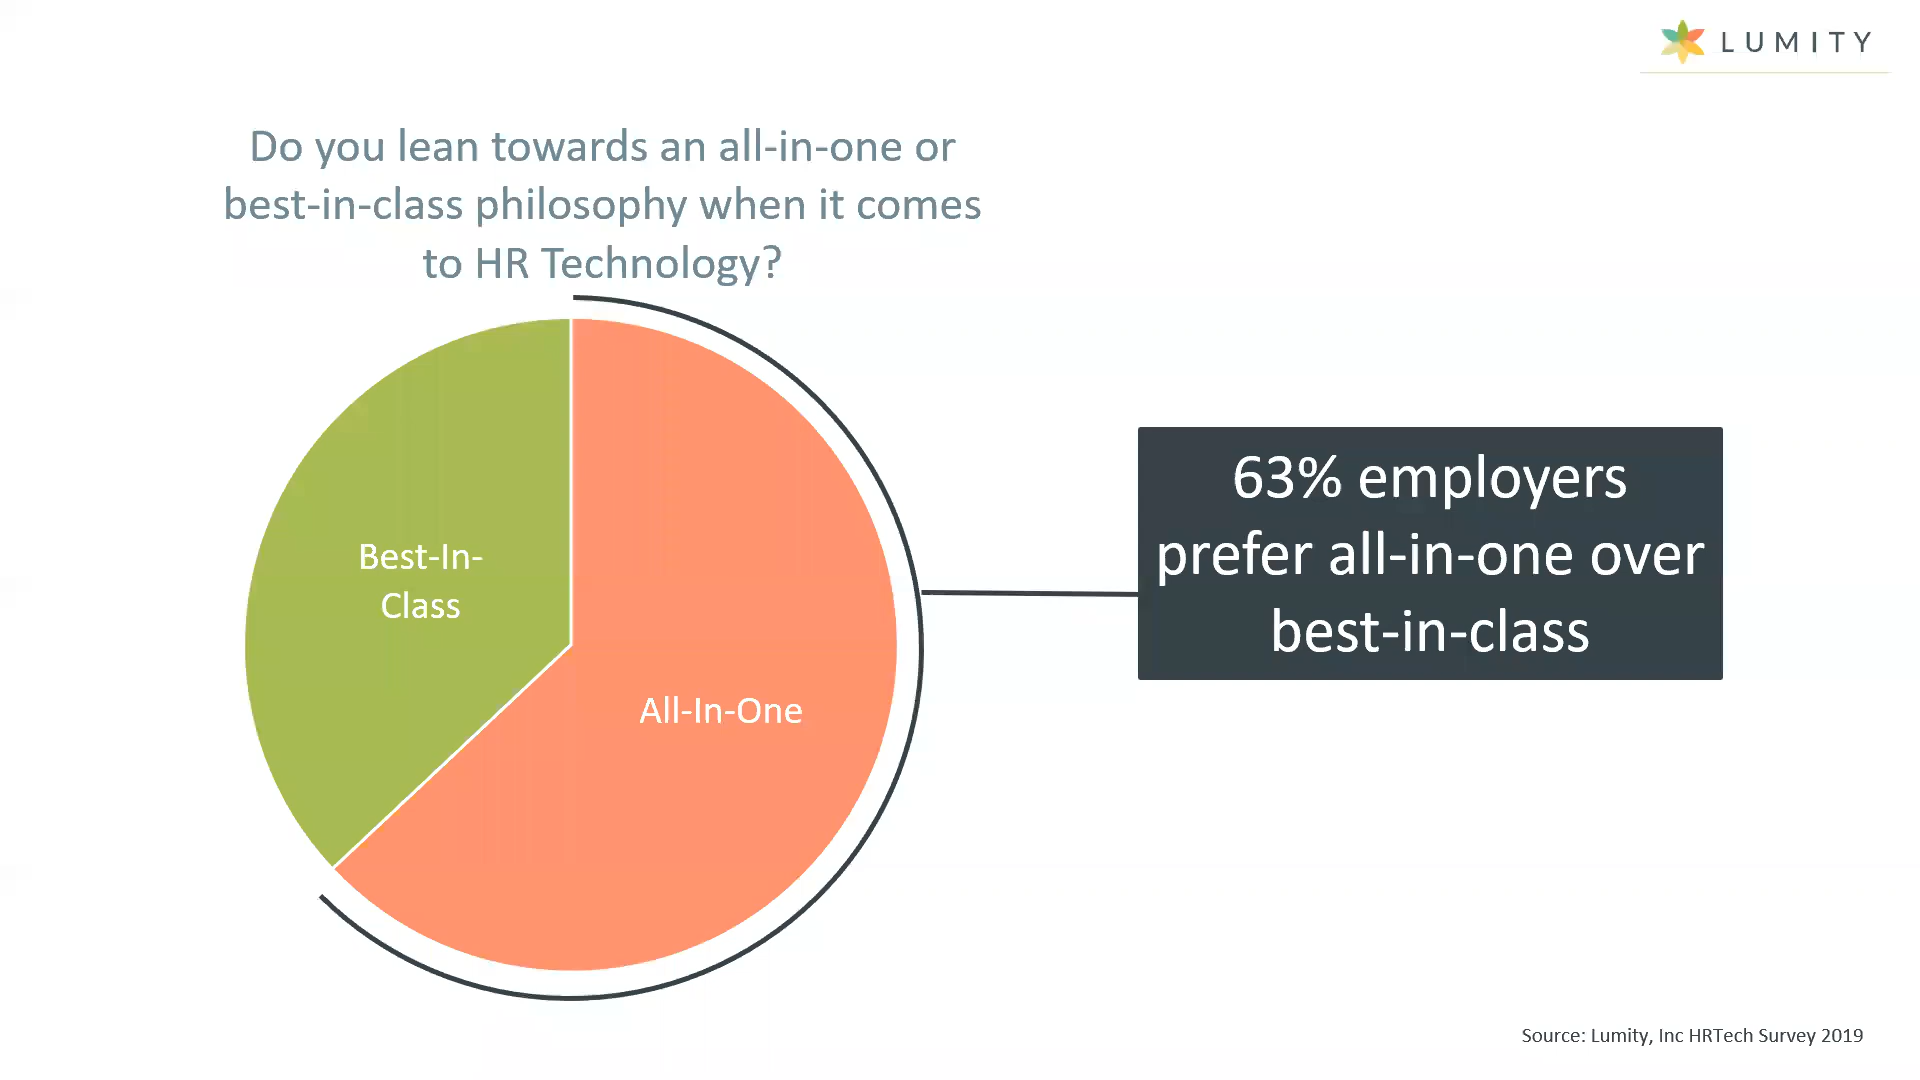 LUMITY
Do you lean towards an all-in-one or
best-in-class philosophy when it comes
to HR Technology?
Best-In-
Class
All-In-One
63% employers
prefer all-in-one over
best-in-class
Source: Lumity, Inc HRTech Survey 2019